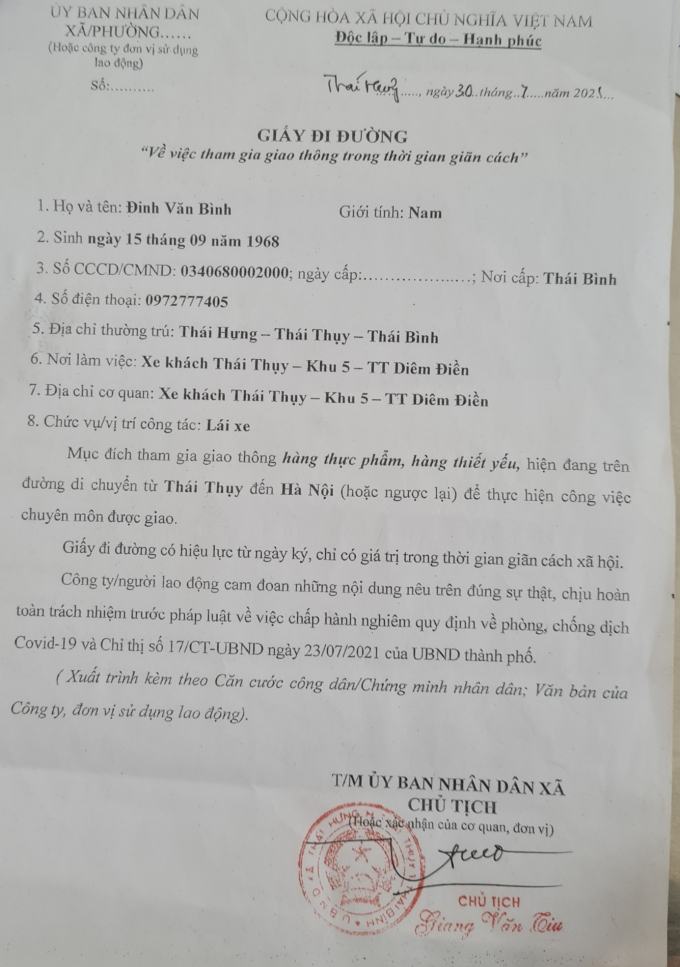 ỦY BAN NHÂN DÂN
XÃ/PHƯỜNG......
(Hoặc công ty đơn vị sử dụng
lao động)
Số:..........
CỘNG HÒA XÃ HỘI CHỦ NGHĨA VIỆT NAM
Độc lập – Tự do – Hạnh phúc
Thái Hưng....., ngày 30..tháng..7.....năm 2021...
GIẤY ĐI ĐƯỜNG
“Về việc tham gia giao thông trong thời gian giãn cách”
1. Họ và tên: Đinh Văn Bình Giới tính: Nam
2. Sinh ngày 15 tháng 09 năm 1968
3. Số CCCD/CMND: 0340680002000; ngày cấp:......................; Nơi cấp: Thái Bình
4. Số điện thoại: 0972777405
5. Địa chỉ thường trú: Thái Hưng – Thái Thụy – Thái Bình
6. Nơi làm việc: Xe khách Thái Thụy – Khu 5 – TT Diêm Điền
7. Địa chỉ cơ quan: Xe khách Thái Thụy – Khu 5 – TT Diêm Điền
8. Chức vụ/vị trí công tác: Lái xe
Mục đích tham gia giao thông hàng thực phẩm, hàng thiết yếu, hiện đang trên
đường di chuyển từ Thái Thụy đến Hà Nội (hoặc ngược lại) để thực hiện công việc
chuyên môn được giao.
Giấy đi đường có hiệu lực từ ngày ký, chỉ có giá trị trong thời gian giãn cách xã hội.
Công ty/người lao động cam đoan những nội dung nêu trên đúng sự thật, chịu hoàn
toàn trách nhiệm trước pháp luật về việc chấp hành nghiêm quy định về phòng, chống dịch
Covid-19 và Chỉ thị số 17/CT-UBND ngày 23/07/2021 của UBND thành phố.
( Xuất trình kèm theo Căn cước công dân/Chứng minh nhân dân; Văn bản của
Công ty, đơn vị sử dụng lao động).
T/M ỦY BAN NHÂN DÂN XÃ
CHỦ TỊCH
(Hoặc xác nhận của cơ quan, đơn vị)
U.B.N.D XÃ THÁI HƯNG H. THÁI THỤY T. THÁI BÌNH
CHỦ TỊCH
Giang Văn Tiu